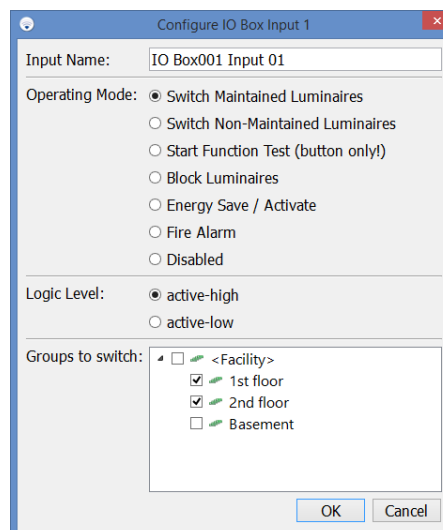 Configure IO Box Input 1
Input Name: IO Box001 Input 01
Operating Mode: Switch Maintained Luminaires
Switch Non-Maintained Luminaires
Start Function Test (button only!)
Block Luminaires
Energy Save / Activate
Fire Alarm
Disabled
Logic Level: active-high
active-low
Groups to switch: <Facility>
1st floor
2nd floor
Basement
OK Cancel